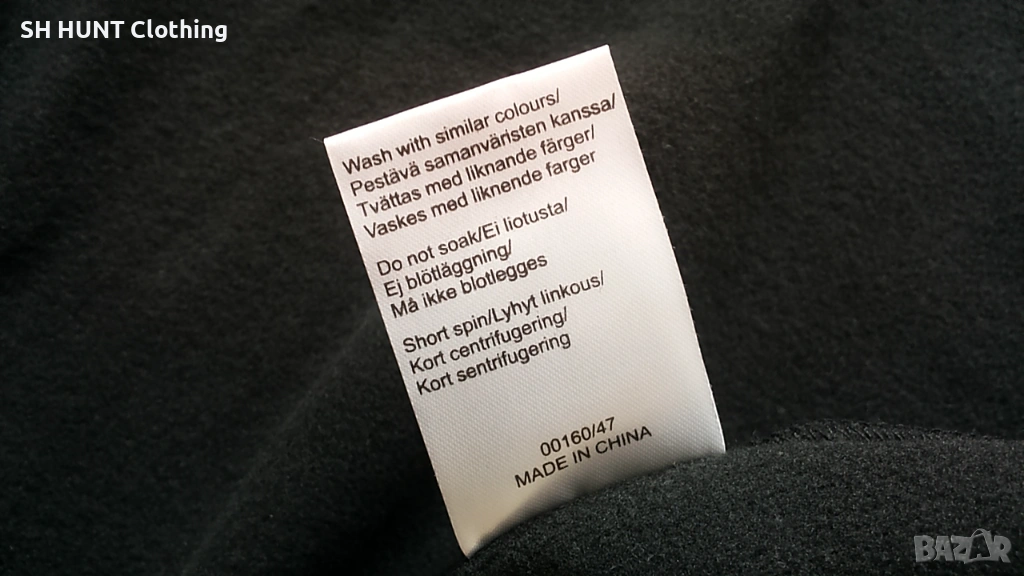 SH HUNT Clothing
Wash with similar colours/
Pestävä samanväristen kanssa/
Tvättas med liknande färger/
Vaskes med liknende farger
Do not soak/Ei liotusta/
Ej blötläggning/
Må ikke blotlegges
Short spin/Lyhyt linkous/
Kort centrifugering/
Kort sentrifugering
00160/47
MADE IN CHINA
BAZAR